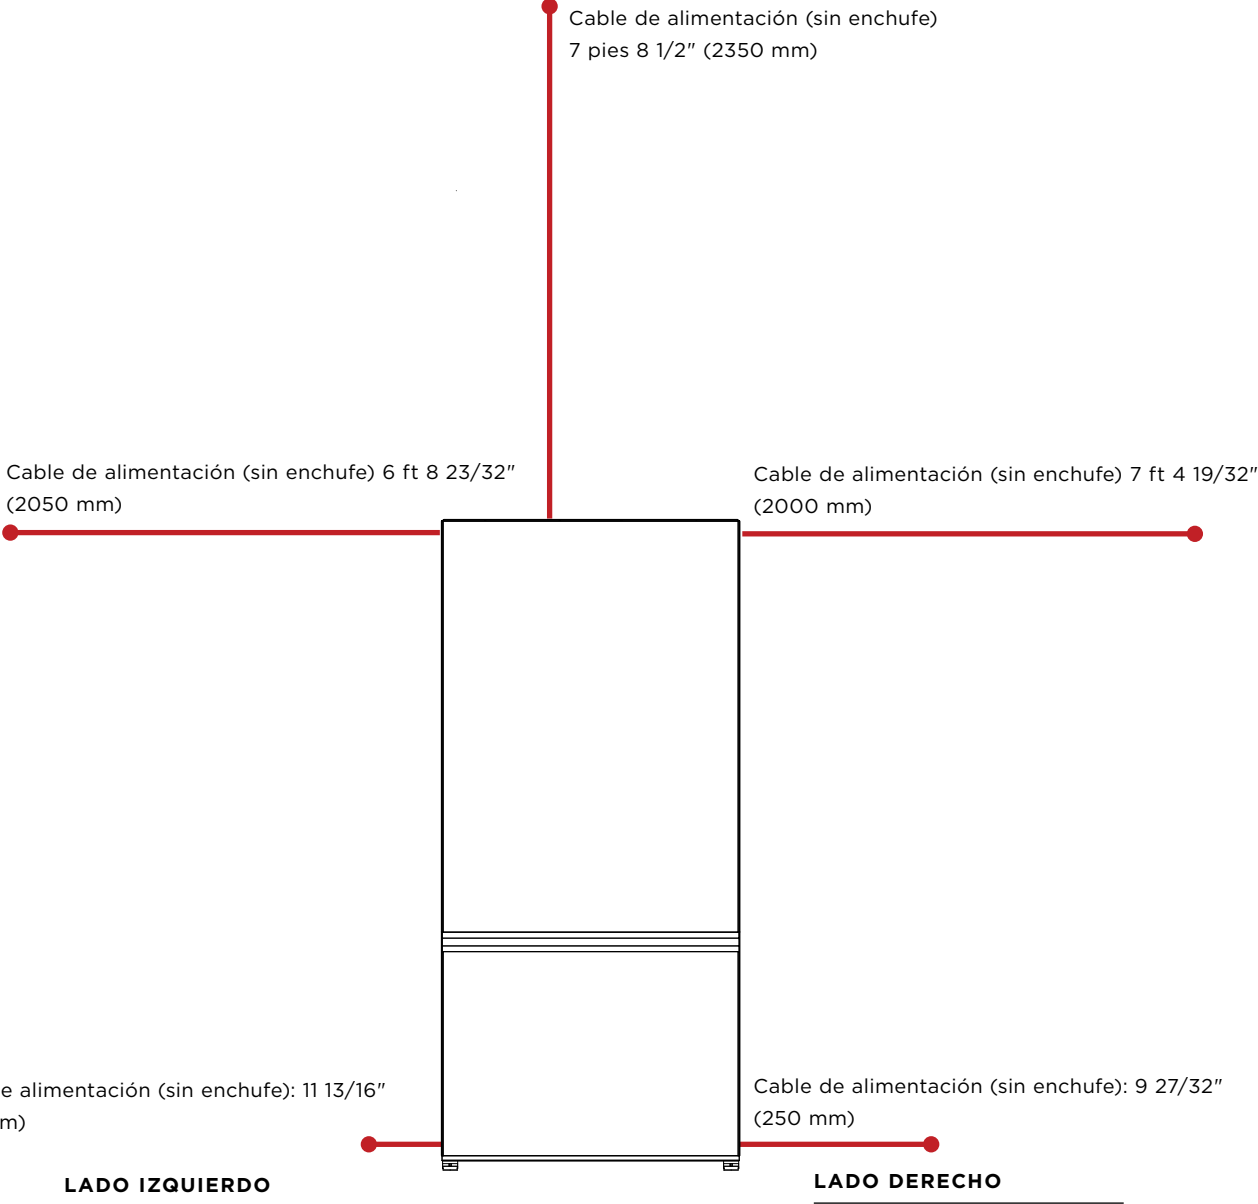 Cable de alimentación (sin enchufe)
7 pies 8 1/2" (2350 mm)
Cable de alimentación (sin enchufe) 6 ft 8 23/32"
(2050 mm)
Cable de alimentación (sin enchufe) 7 ft 4 19/32"
(2000 mm)
e alimentación (sin enchufe): 11 13/16"
m)
Cable de alimentación (sin enchufe): 9 27/32"
(250 mm)
LADO IZQUIERDO
LADO DERECHO